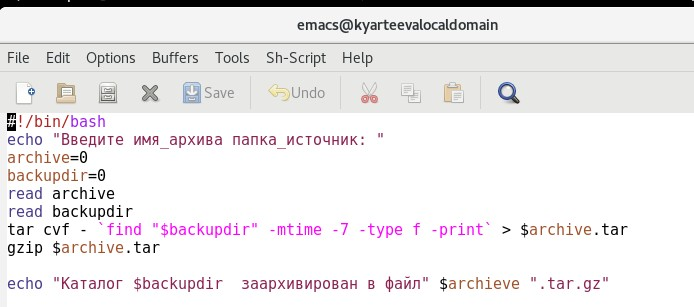 emacs@kyarteevalocaldomain
File Edit Options Buffers Tools Sh-Script Help
Save Undo
#!/bin/bash
echo "Введите имя_архива папка_источник: "
archive=0
backupdir=0
read archive
read backupdir
tar cvf - `find "$backupdir" -mtime -7 -type f -print` > $archive.tar
gzip $archive.tar
echo "Каталог $backupdir  заархивирован в файл" $archieve ".tar.gz"